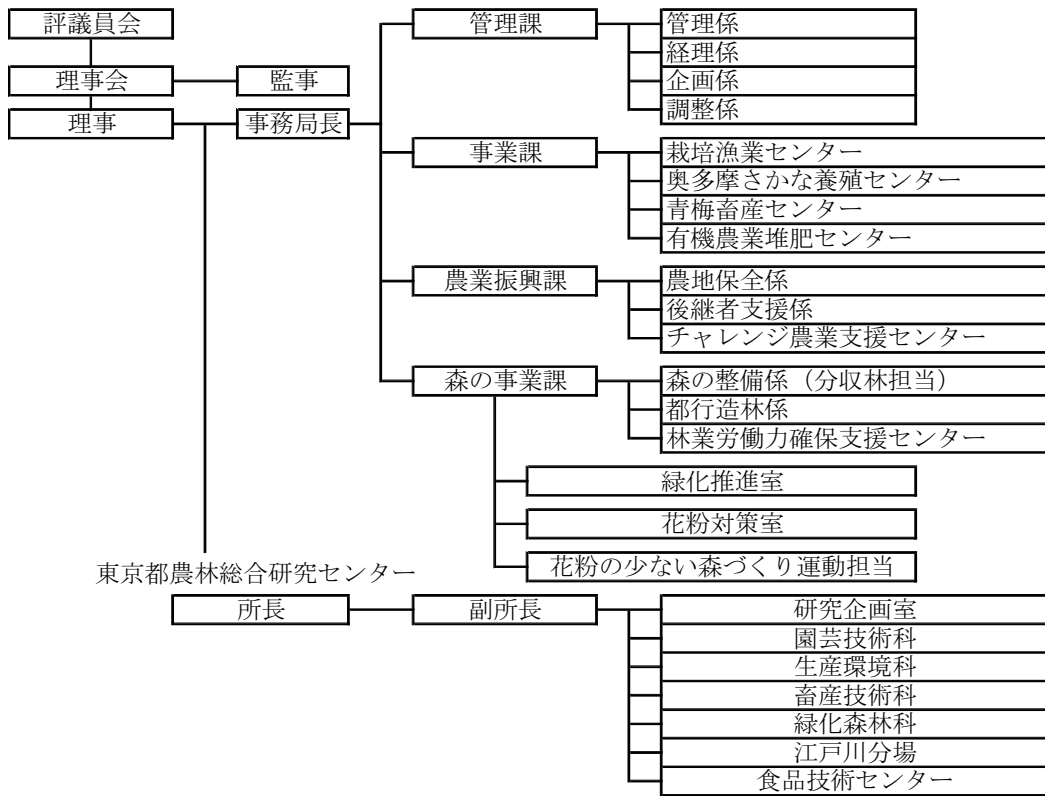 評議員会
理事会
監事
理事
事務局長
管理課
管理係
経理係
企画係
調整係
事業課
栽培漁業センター
奥多摩さかな養殖センター
青梅畜産センター
有機農業堆肥センター
農業振興課
農地保全係
後継者支援係
チャレンジ農業支援センター
森の事業課
森の整備係（分収林担当）
都行造林係
林業労働力確保支援センター
緑化推進室
花粉対策室
花粉の少ない森づくり運動担当
東京都農林総合研究センター
所長
副所長
研究企画室
園芸技術科
生産環境科
畜産技術科
緑化森林科
江戸川分場
食品技術センター